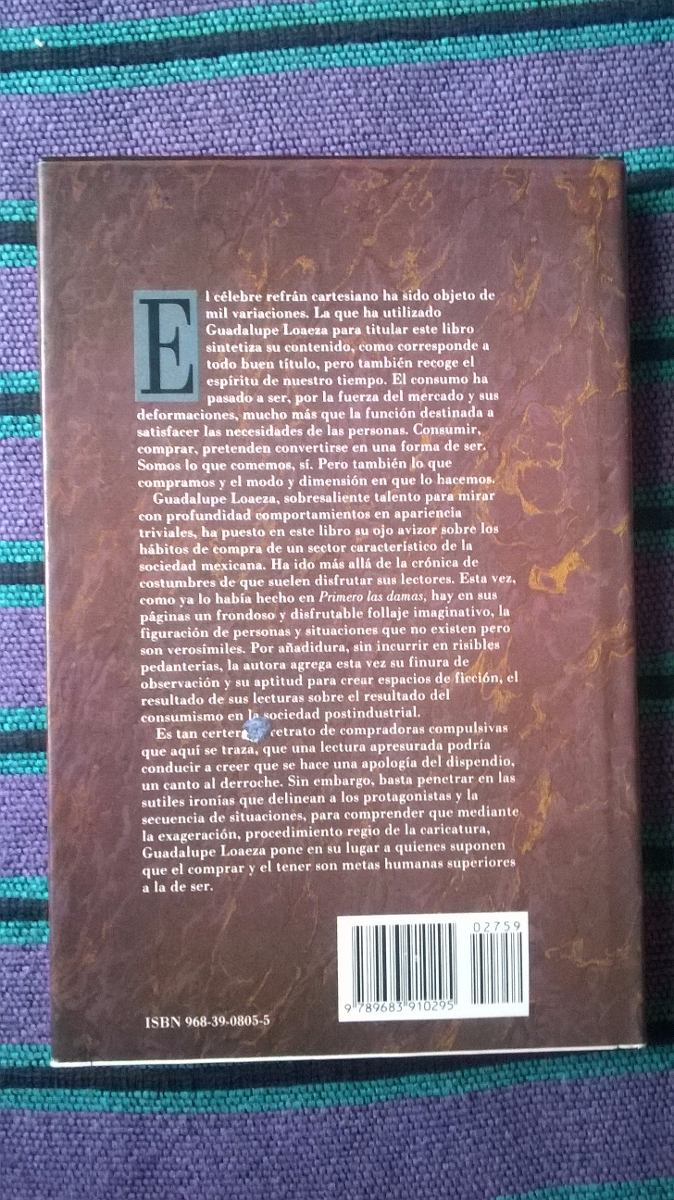 El célebre refrán cartesiano ha sido objeto de
mil variaciones. La que ha utilizado
Guadalupe Loaeza para titular este libro
sintetiza su contenido, como corresponde a
todo buen título, pero también recoge el
espíritu de nuestro tiempo. El consumo ha
pasado a ser, por la fuerza del mercado y sus
deformaciones, mucho más que la función destinada a
satisfacer las necesidades de las personas. Consumir,
comprar, pretenden convertirse en una forma de ser.
Somos lo que comemos, sí. Pero también lo que
compramos y el modo y dimensión en que lo hacemos.
Guadalupe Loaeza, sobresaliente talento para mirar
con profundidad comportamientos en apariencia
triviales, ha puesto en este libro su ojo avizor sobre los
hábitos de compra de un sector característico de la
sociedad mexicana. Ha ido más allá de la crónica de
costumbres de que suelen disfrutar sus lectores. Esta vez,
como ya lo había hecho en Primero las damas, hay en sus
páginas un frondoso y disfrutable follaje imaginativo, la
figuración de personas y situaciones que no existen pero
son verosímiles. Por añadidura, sin incurrir en risibles
pedanterías, la autora agrega esta vez su finura de
observación y su aptitud para crear espacios de ficción, el
resultado de sus lecturas sobre el resultado del
consumismo en la sociedad postindustrial.
Es tan certero retrato de compradoras compulsivas
que aquí se traza, que una lectura apresurada podría
conducir a creer que se hace una apología del dispendio,
un canto al derroche. Sin embargo, basta penetrar en las
sutiles ironías que delinean a los protagonistas y la
secuencia de situaciones, para comprender que mediante
la exageración, procedimiento regio de la caricatura,
Guadalupe Loaeza pone en su lugar a quienes suponen
que el comprar y el tener son metas humanas superiores
a la de ser.
02759
9 789683 910295
ISBN 968-39-0805-5